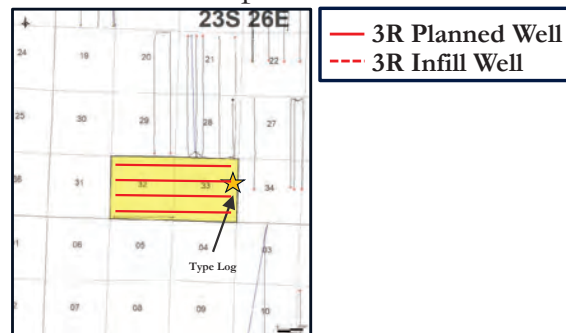 23S 26E
24 19 20 21 22
25 30 29 28 27
31 32 33 34
06 05 04 03
Type Log
07 08 09 10
3R Planned Well
3R Infill Well